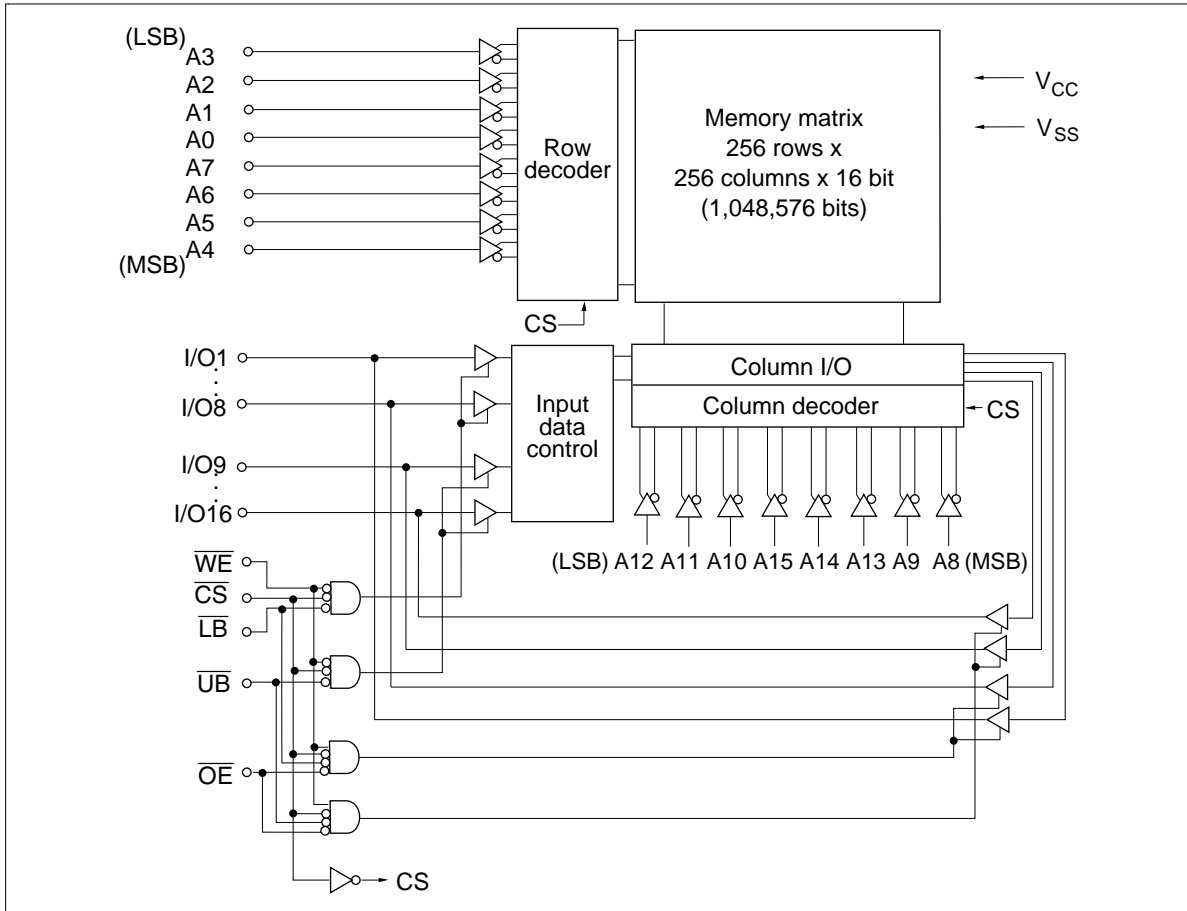 (LSB)
A3
A2
A1
A0
A7
A6
A5
A4
(MSB)
Row
decoder
CS
Memory matrix
256 rows x
256 columns x 16 bit
(1,048,576 bits)
VCC
VSS
I/O1
I/O8
I/O9
I/O16
Input
data
control
Column I/O
Column decoder
CS
(LSB) A12 A11 A10 A15 A14 A13 A9 A8 (MSB)
WE
CS
LB
UB
OE
CS